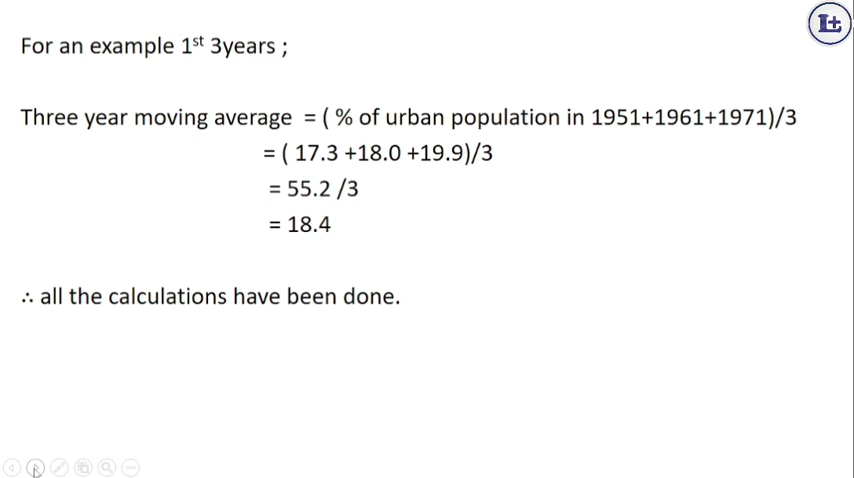 Lt
For an example 1st 3years ;
Three year moving average = ( % of urban population in 1951+1961+1971)/3
= ( 17.3 +18.0 +19.9)/3
= 55.2 /3
= 18.4
∴ all the calculations have been done.